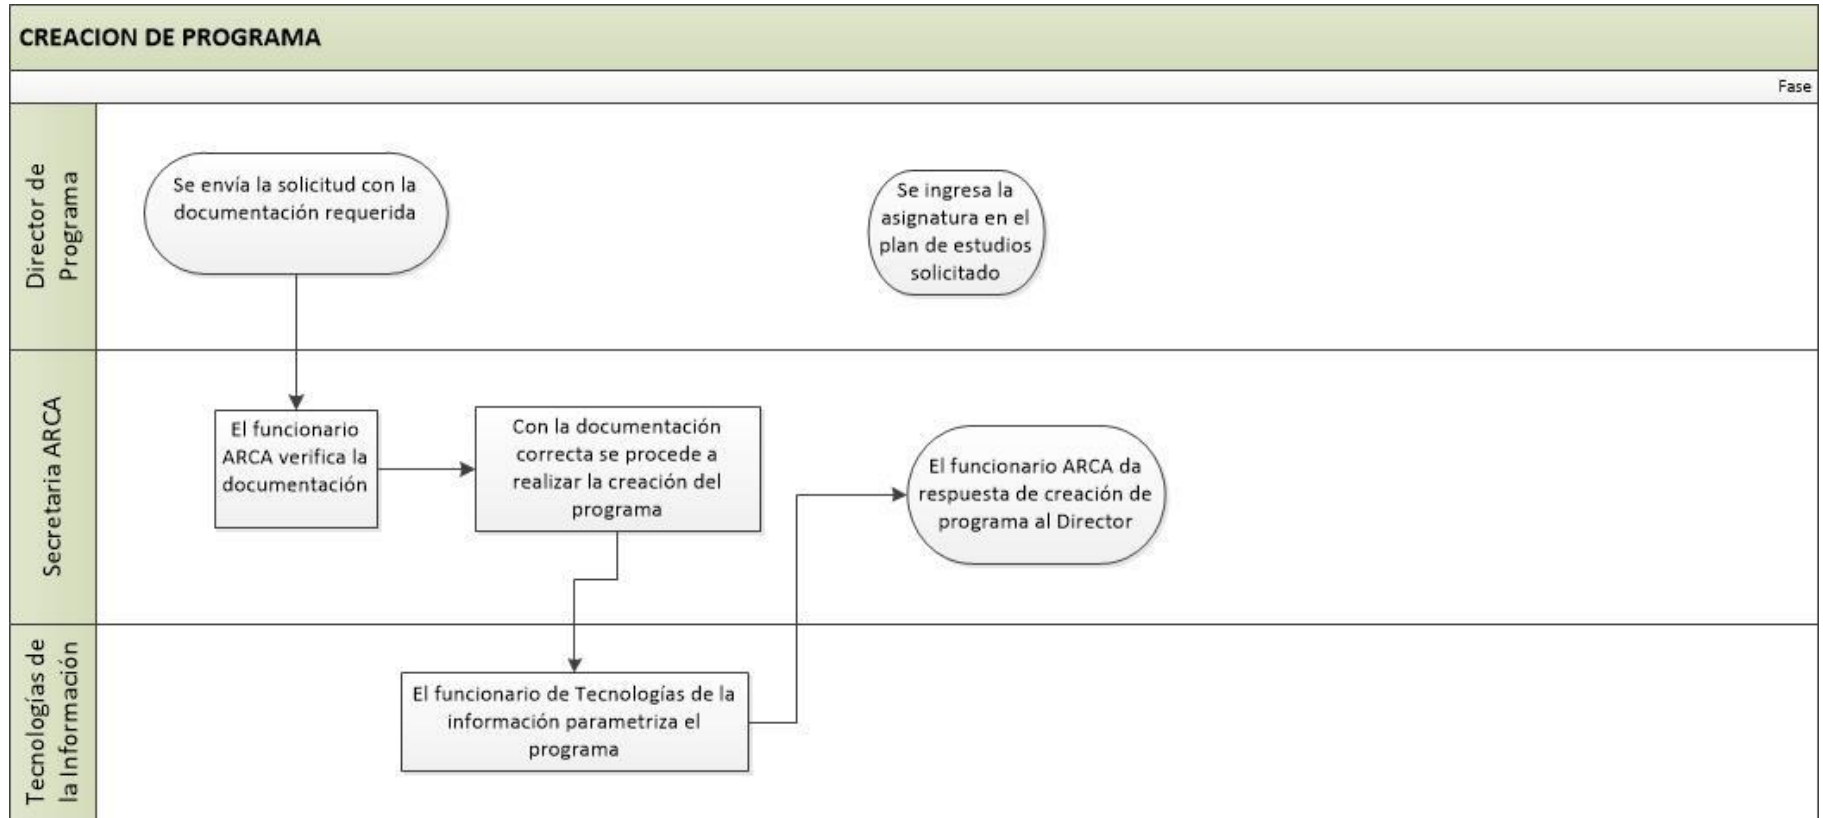 CREACION DE PROGRAMA
Fase
Director de
Programa
Se envía la solicitud con la
documentación requerida
Se ingresa la
asignatura en el
plan de estudios
solicitado
Secretaria ARCA
El funcionario
ARCA verifica la
documentación
Con la documentación
correcta se procede a
realizar la creación del
programa
El funcionario ARCA da
respuesta de creación de
programa al Director
Tecnologías de
la Información
El funcionario de Tecnologías de la
información parametriza el
programa